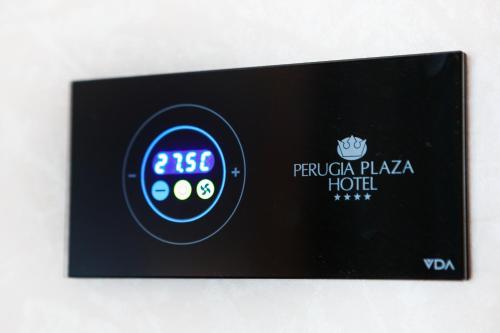 27.5C
- +
PERUGIA PLAZA
HOTEL
★★★★
VDA